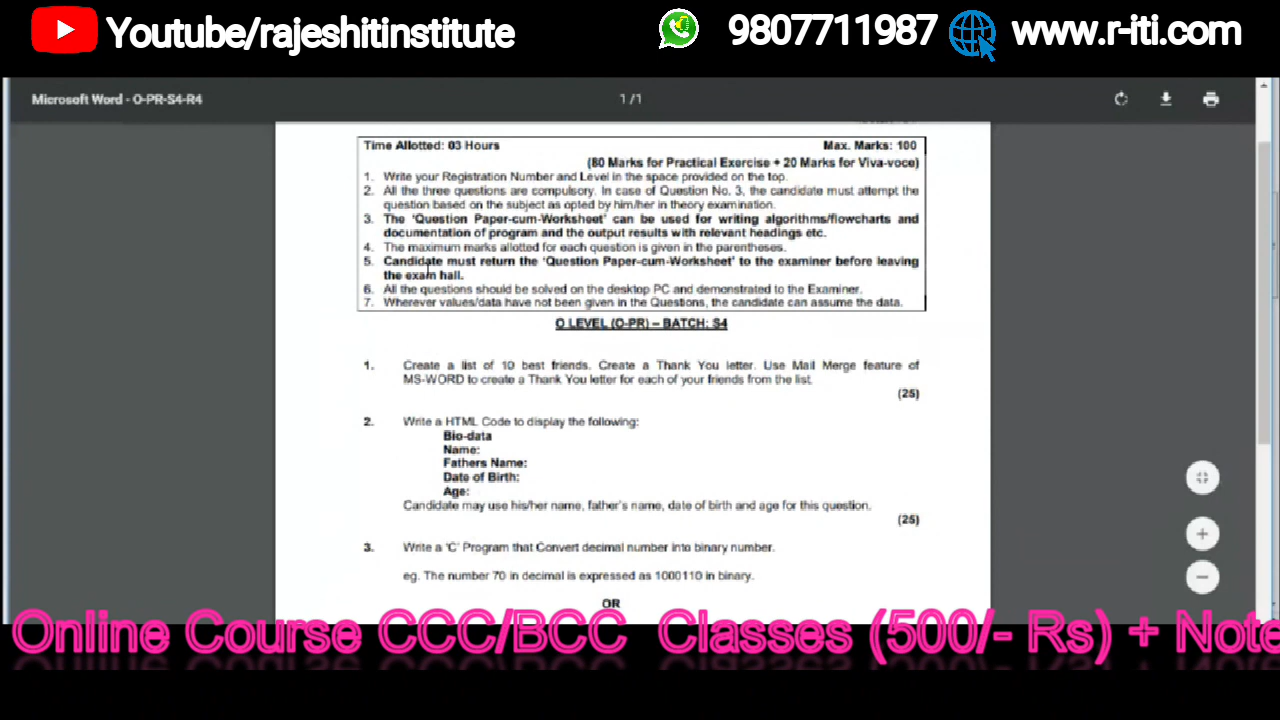 Youtube/rajeshitinstitute 9807711987 www.r-iti.com
Microsoft Word - O-PR-S4-R4 1 / 1
Time Allotted: 03 Hours Max. Marks: 100
(80 Marks for Practical Exercise + 20 Marks for Viva-voce)
1. Write your Registration Number and Level in the space provided on the top.
2. All the three questions are compulsory. In case of Question No. 3, the candidate must attempt the
question based on the subject as opted by him/her in theory examination.
3. The 'Question Paper-cum-Worksheet' can be used for writing algorithms/flowcharts and
documentation of program and the output results with relevant headings etc.
4. The maximum marks allotted for each question is given in the parentheses.
5. Candidate must return the 'Question Paper-cum-Worksheet' to the examiner before leaving
the exam hall.
6. All the questions should be solved on the desktop PC and demonstrated to the Examiner.
7. Wherever values/data have not been given in the Questions, the candidate can assume the data.
O LEVEL (O-PR) – BATCH: S4
1. Create a list of 10 best friends. Create a Thank You letter. Use Mail Merge feature of
MS-WORD to create a Thank You letter for each of your friends from the list.
(25)
2. Write a HTML Code to display the following:
Bio-data
Name:
Fathers Name:
Date of Birth:
Age:
Candidate may use his/her name, father's name, date of birth and age for this question.
(25)
3. Write a 'C' Program that Convert decimal number into binary number.
eg. The number 70 in decimal is expressed as 1000110 in binary.
OR
Online Course CCC/BCC Classes (500/- Rs) + Note